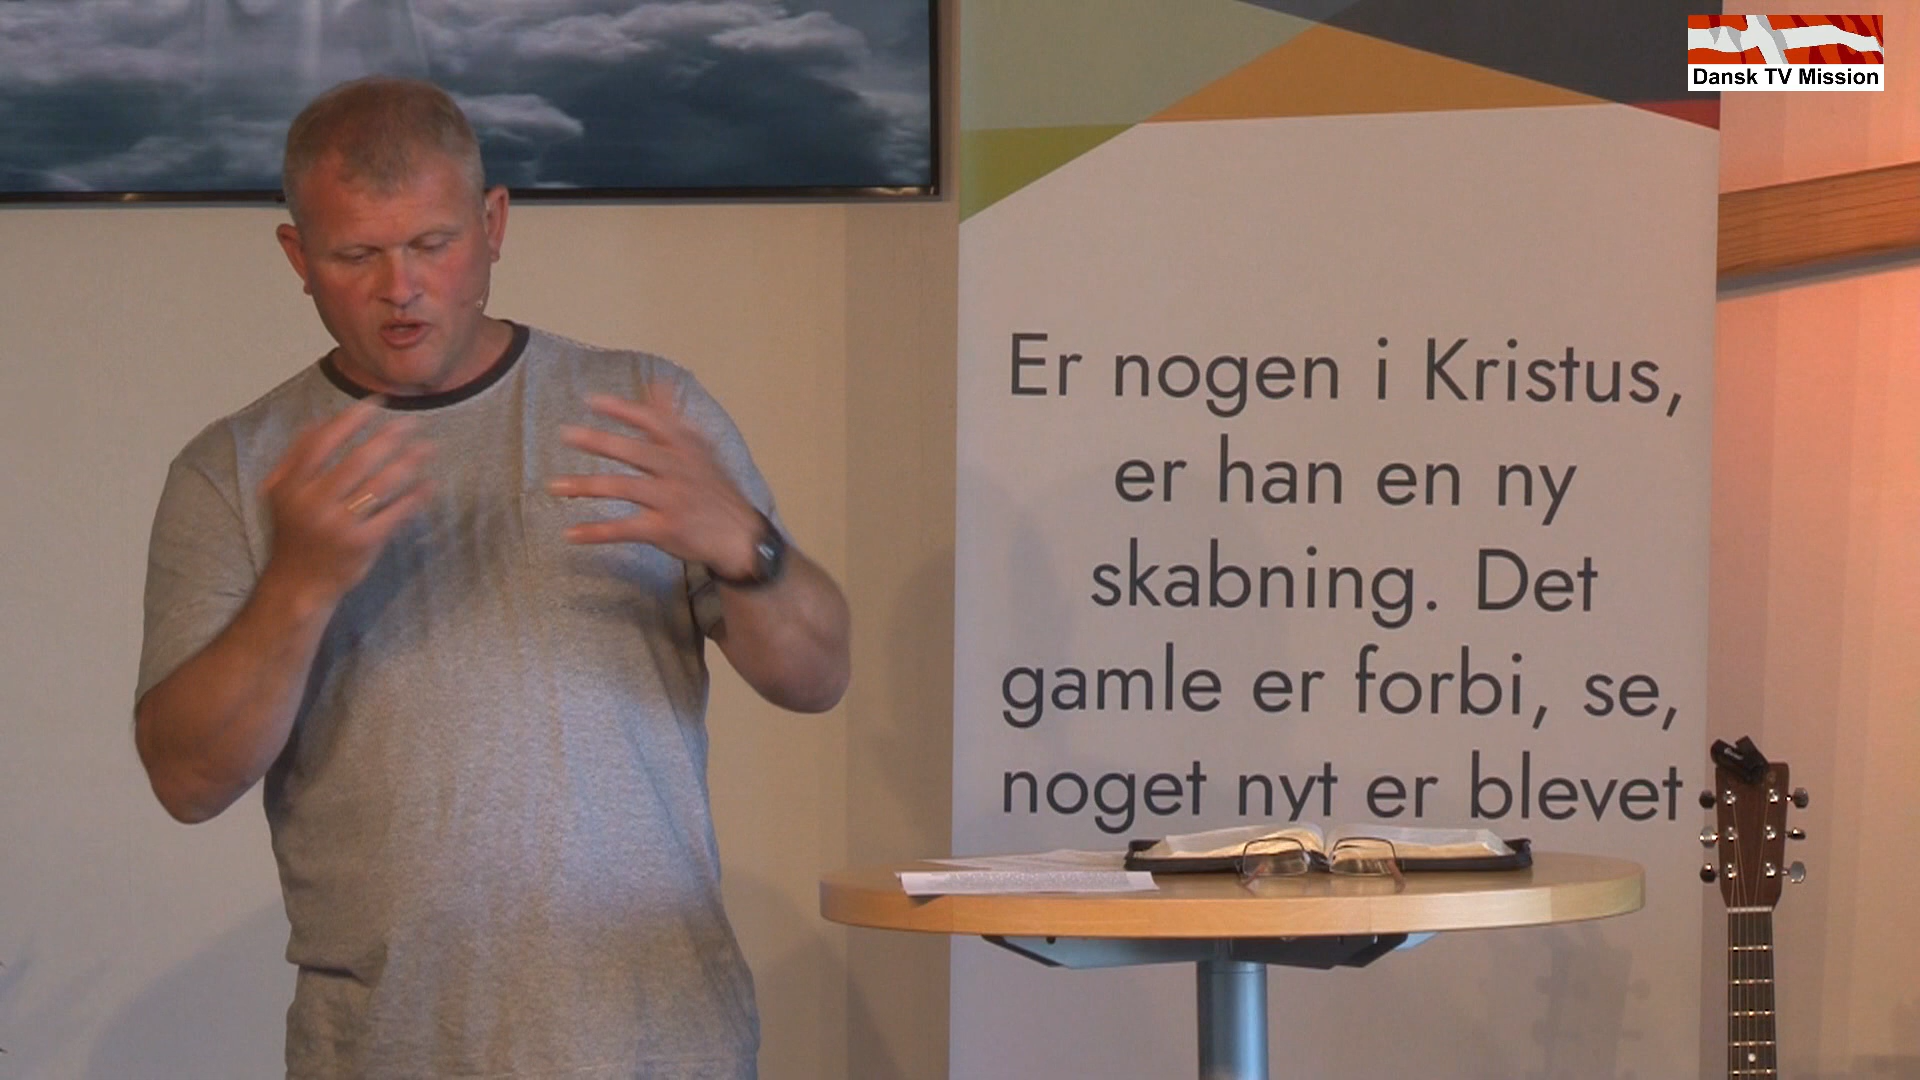 Dansk TV Mission
Er nogen i Kristus,
er han en ny
skabning. Det
gamle er forbi, se,
noget nyt er blevet